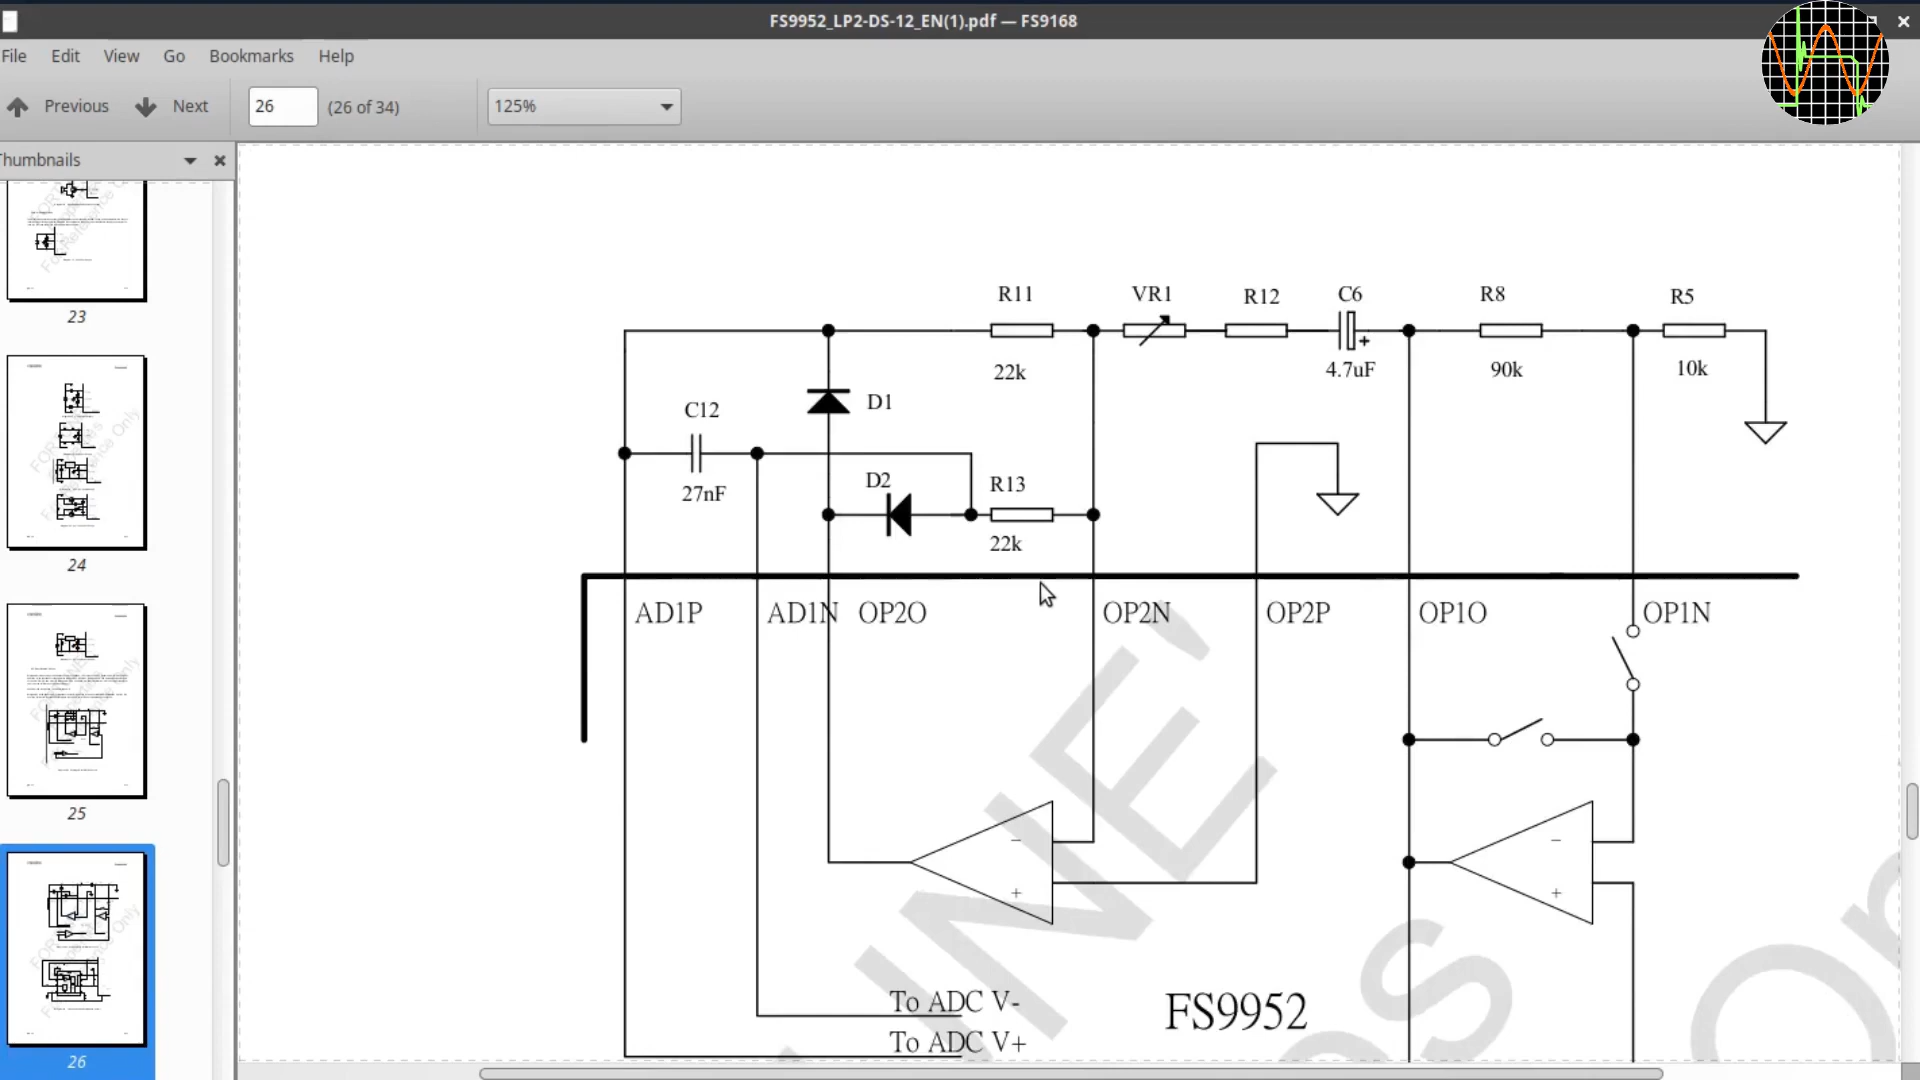 FS9952_LP2-DS-12_EN(1).pdf — FS9168
File Edit View Go Bookmarks Help
Previous Next 26 (26 of 34) 125%
Thumbnails
23
24
25
26
R11 VR1 R12 C6 R8 R5
22k 4.7uF 90k 10k
+
C12 D1
27nF D2 R13
22k
AD1P AD1N OP2O OP2N OP2P OP1O OP1N
− −
+ +
To ADC V-
To ADC V+
FS9952